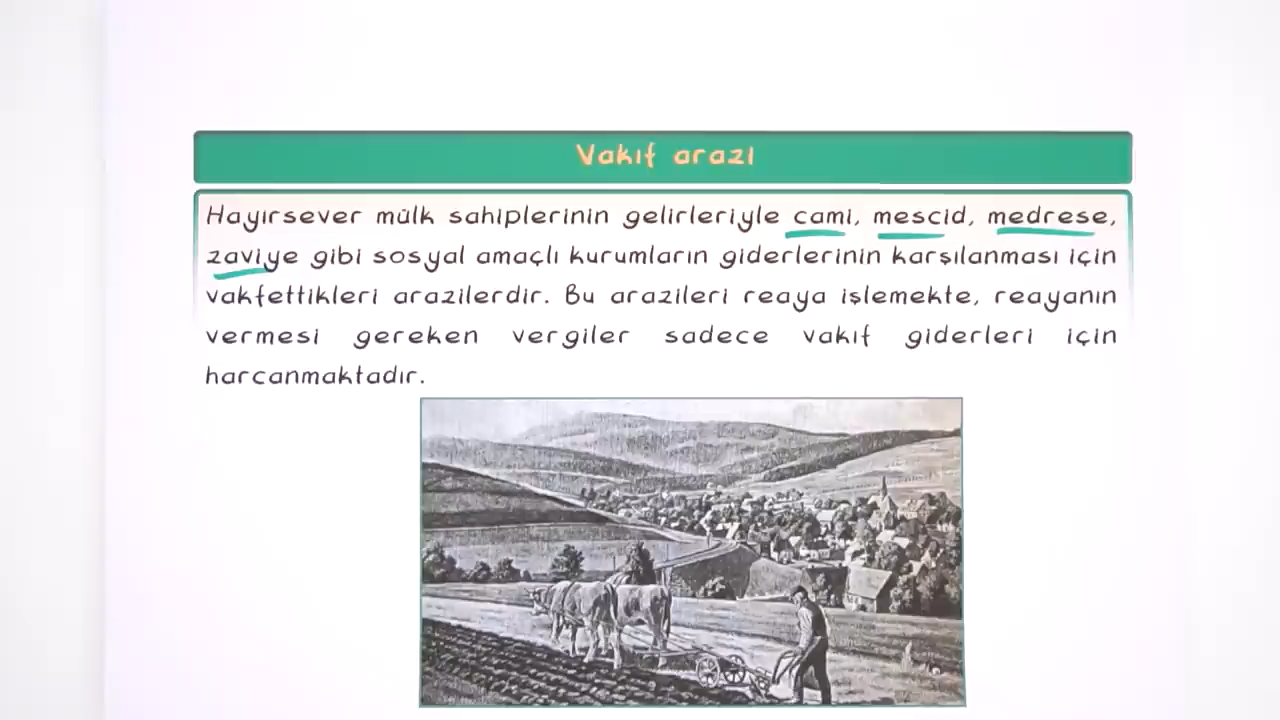 Vakıf arazi
Hayırsever mülk sahiplerinin gelirleriyle cami, mescid, medrese,
zaviye gibi sosyal amaçlı kurumların giderlerinin karşılanması için
vakfettikleri arazilerdir. Bu arazileri reaya işlemekte, reayanın
vermesi gereken vergiler sadece vakıf giderleri için
harcanmaktadır.